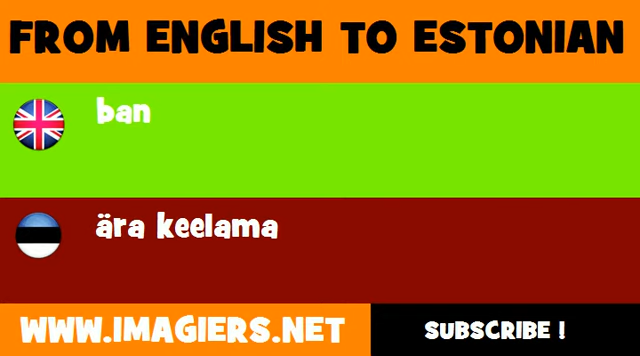 FROM ENGLISH TO ESTONIAN
ban
ära keelama
WWW.IMAGIERS.NET
SUBSCRIBE !